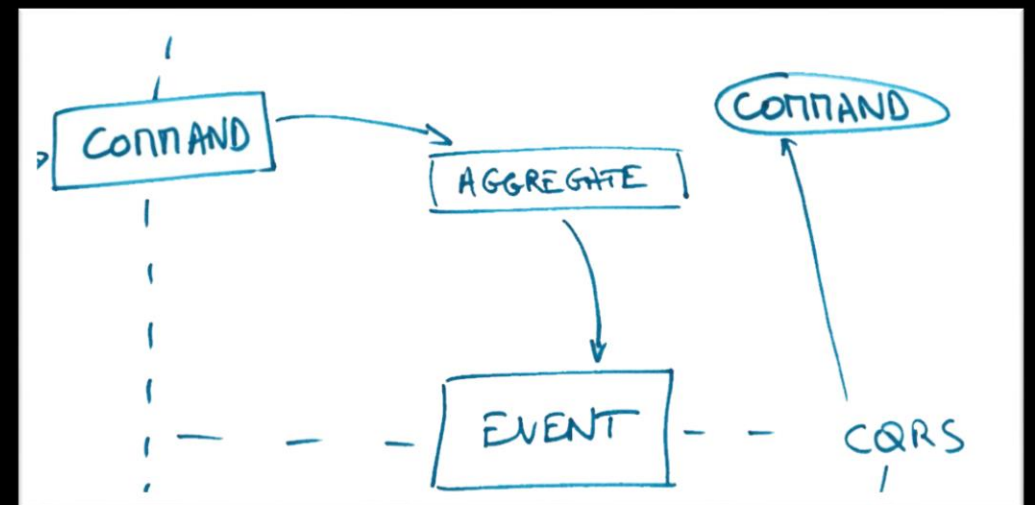 COMMAND
COMMAND
AGGREGATE
EVENT
CQRS